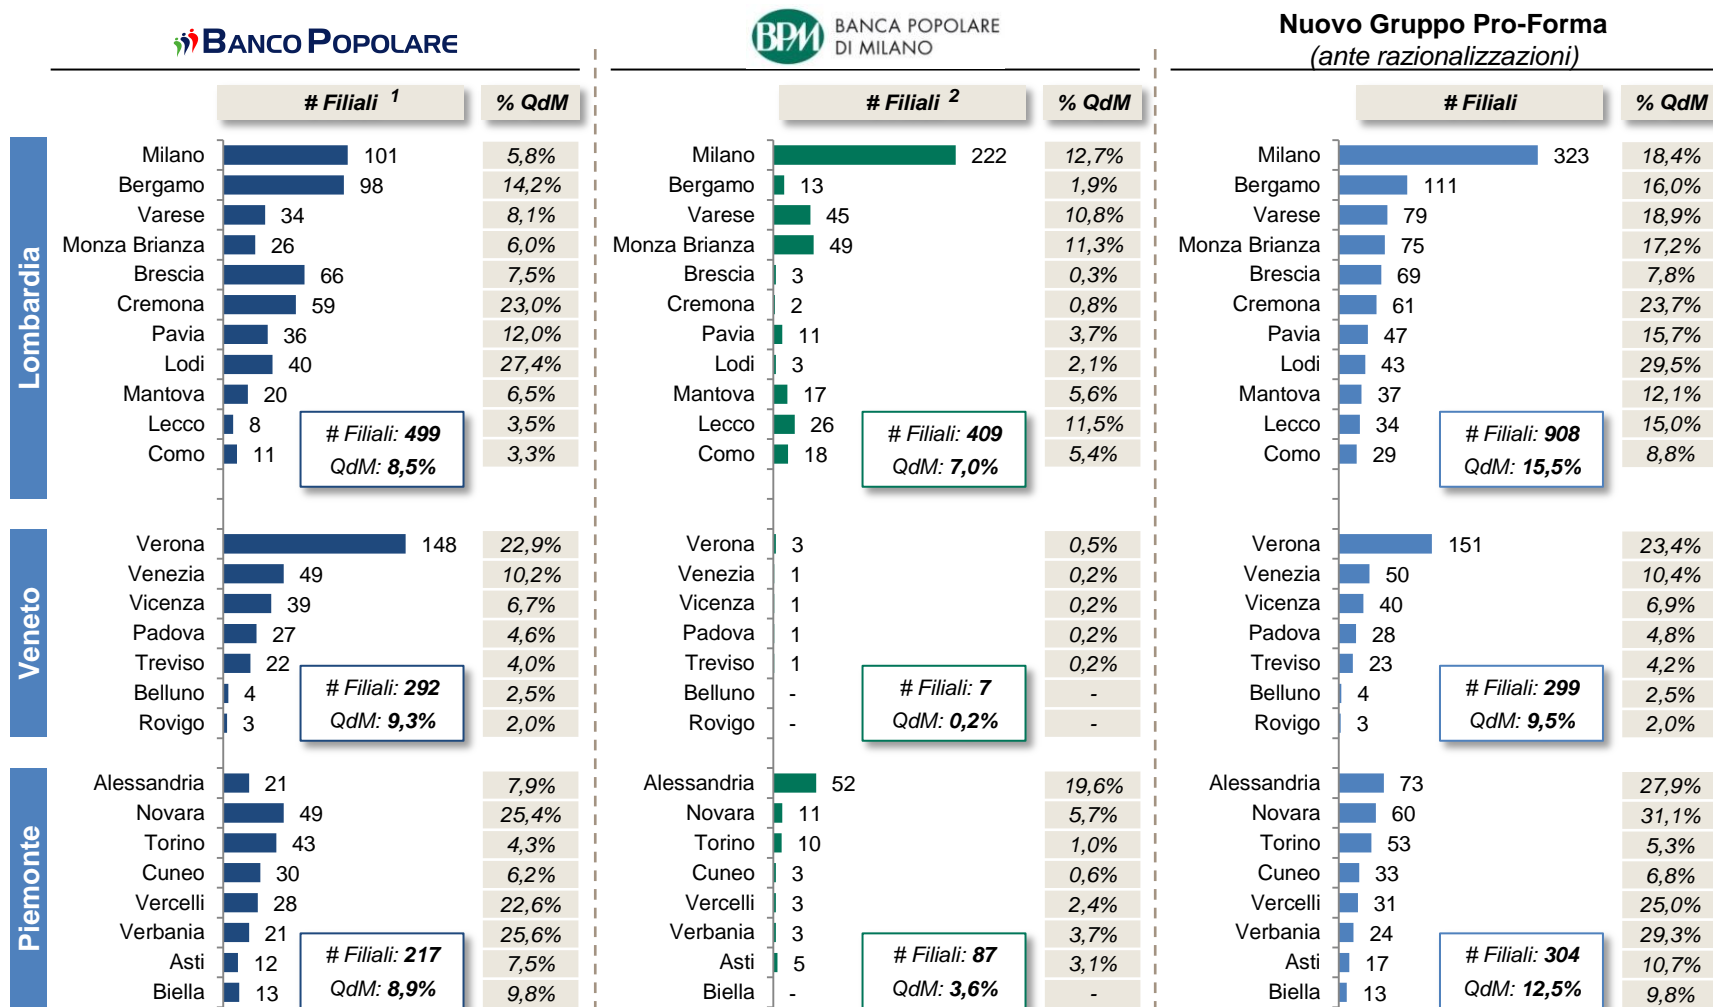 BANCO POPOLARE
BPM BANCA POPOLARE
DI MILANO
Nuovo Gruppo Pro-Forma
(ante razionalizzazioni)
# Filiali 1 % QdM # Filiali 2 % QdM # Filiali % QdM
Lombardia
Milano 101 5,8% Milano 222 12,7% Milano 323 18,4%
Bergamo 98 14,2% Bergamo 13 1,9% Bergamo 111 16,0%
Varese 34 8,1% Varese 45 10,8% Varese 79 18,9%
Monza Brianza 26 6,0% Monza Brianza 49 11,3% Monza Brianza 75 17,2%
Brescia 66 7,5% Brescia 3 0,3% Brescia 69 7,8%
Cremona 59 23,0% Cremona 2 0,8% Cremona 61 23,7%
Pavia 36 12,0% Pavia 11 3,7% Pavia 47 15,7%
Lodi 40 27,4% Lodi 3 2,1% Lodi 43 29,5%
Mantova 20 6,5% Mantova 17 5,6% Mantova 37 12,1%
Lecco 8 3,5% Lecco 26 11,5% Lecco 34 15,0%
Como 11 3,3% Como 18 5,4% Como 29 8,8%
# Filiali: 499 # Filiali: 409 # Filiali: 908
QdM: 8,5% QdM: 7,0% QdM: 15,5%
Veneto
Verona 148 22,9% Verona 3 0,5% Verona 151 23,4%
Venezia 49 10,2% Venezia 1 0,2% Venezia 50 10,4%
Vicenza 39 6,7% Vicenza 1 0,2% Vicenza 40 6,9%
Padova 27 4,6% Padova 1 0,2% Padova 28 4,8%
Treviso 22 4,0% Treviso 1 0,2% Treviso 23 4,2%
Belluno 4 2,5% Belluno - - Belluno 4 2,5%
Rovigo 3 2,0% Rovigo - - Rovigo 3 2,0%
# Filiali: 292 # Filiali: 7 # Filiali: 299
QdM: 9,3% QdM: 0,2% QdM: 9,5%
Piemonte
Alessandria 21 7,9% Alessandria 52 19,6% Alessandria 73 27,9%
Novara 49 25,4% Novara 11 5,7% Novara 60 31,1%
Torino 43 4,3% Torino 10 1,0% Torino 53 5,3%
Cuneo 30 6,2% Cuneo 3 0,6% Cuneo 33 6,8%
Vercelli 28 22,6% Vercelli 3 2,4% Vercelli 31 25,0%
Verbania 21 25,6% Verbania 3 3,7% Verbania 24 29,3%
Asti 12 7,5% Asti 5 3,1% Asti 17 10,7%
Biella 13 9,8% Biella - - Biella 13 9,8%
# Filiali: 217 # Filiali: 87 # Filiali: 304
QdM: 8,9% QdM: 3,6% QdM: 12,5%